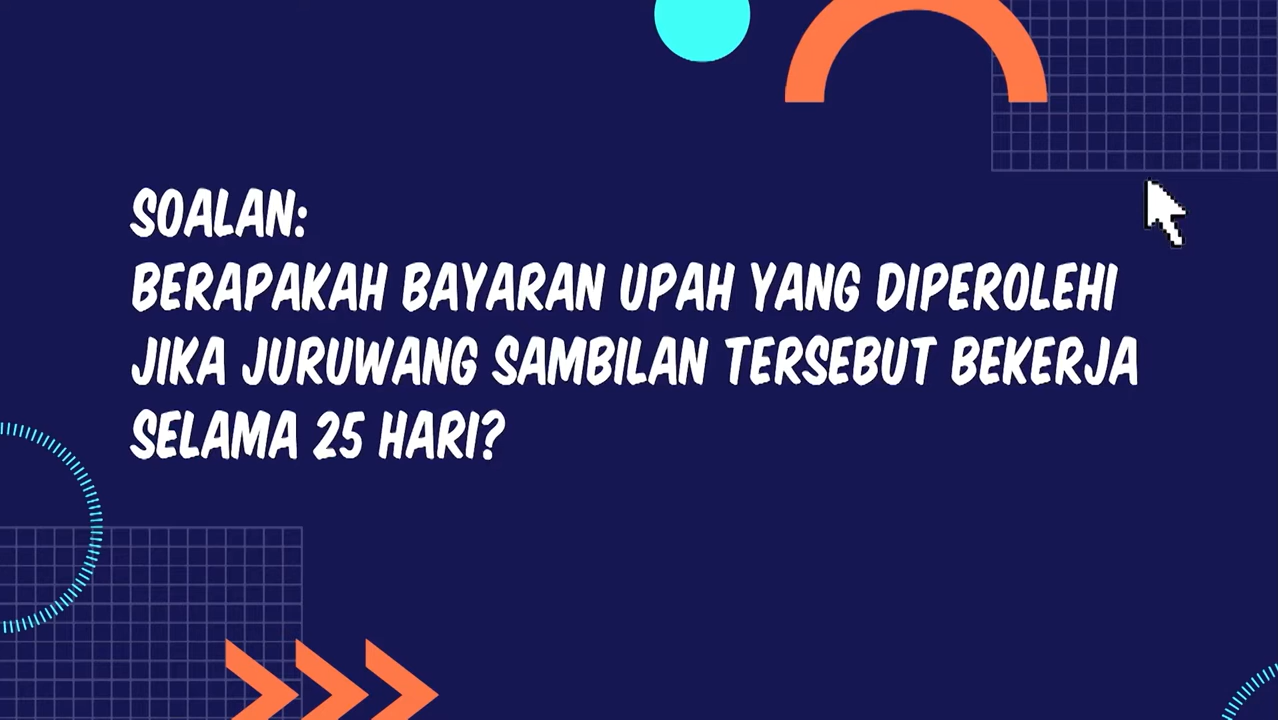 SOALAN:
BERAPAKAH BAYARAN UPAH YANG DIPEROLEHI
JIKA JURUWANG SAMBILAN TERSEBUT BEKERJA
SELAMA 25 HARI?